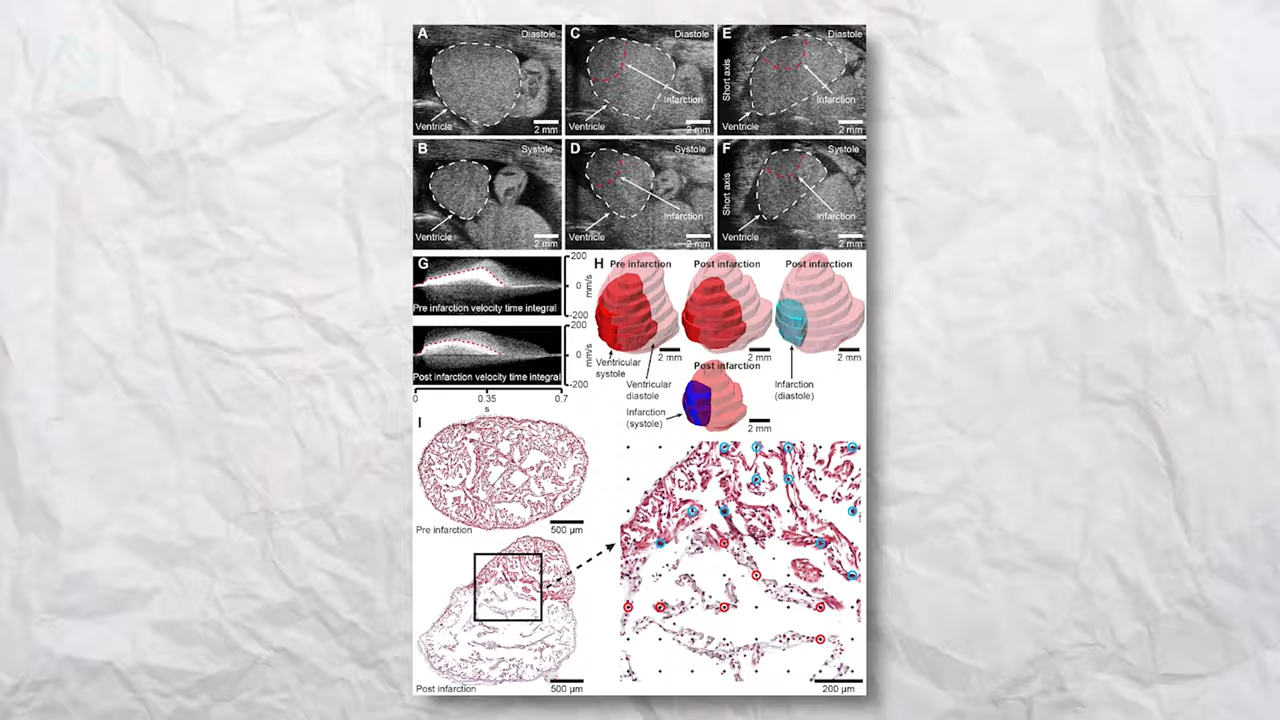 A
Diastole
Ventricle
2 mm
C
Diastole
Infarction
Ventricle
2 mm
E
Diastole
Short axis
Infarction
Ventricle
2 mm
B
Systole
Ventricle
2 mm
D
Systole
Infarction
Ventricle
2 mm
F
Systole
Short axis
Infarction
Ventricle
2 mm
G
200
0
mm/s
-200
Pre infarction velocity time integral
200
0
mm/s
-200
Post infarction velocity time integral
0
0.35
0.7
s
H
Pre infarction
Post infarction
Post infarction
2 mm
2 mm
2 mm
Ventricular
systole
Ventricular
diastole
Post infarction
Infarction
(diastole)
Infarction
(systole)
2 mm
I
Pre infarction
500 µm
Post infarction
500 µm
200 µm